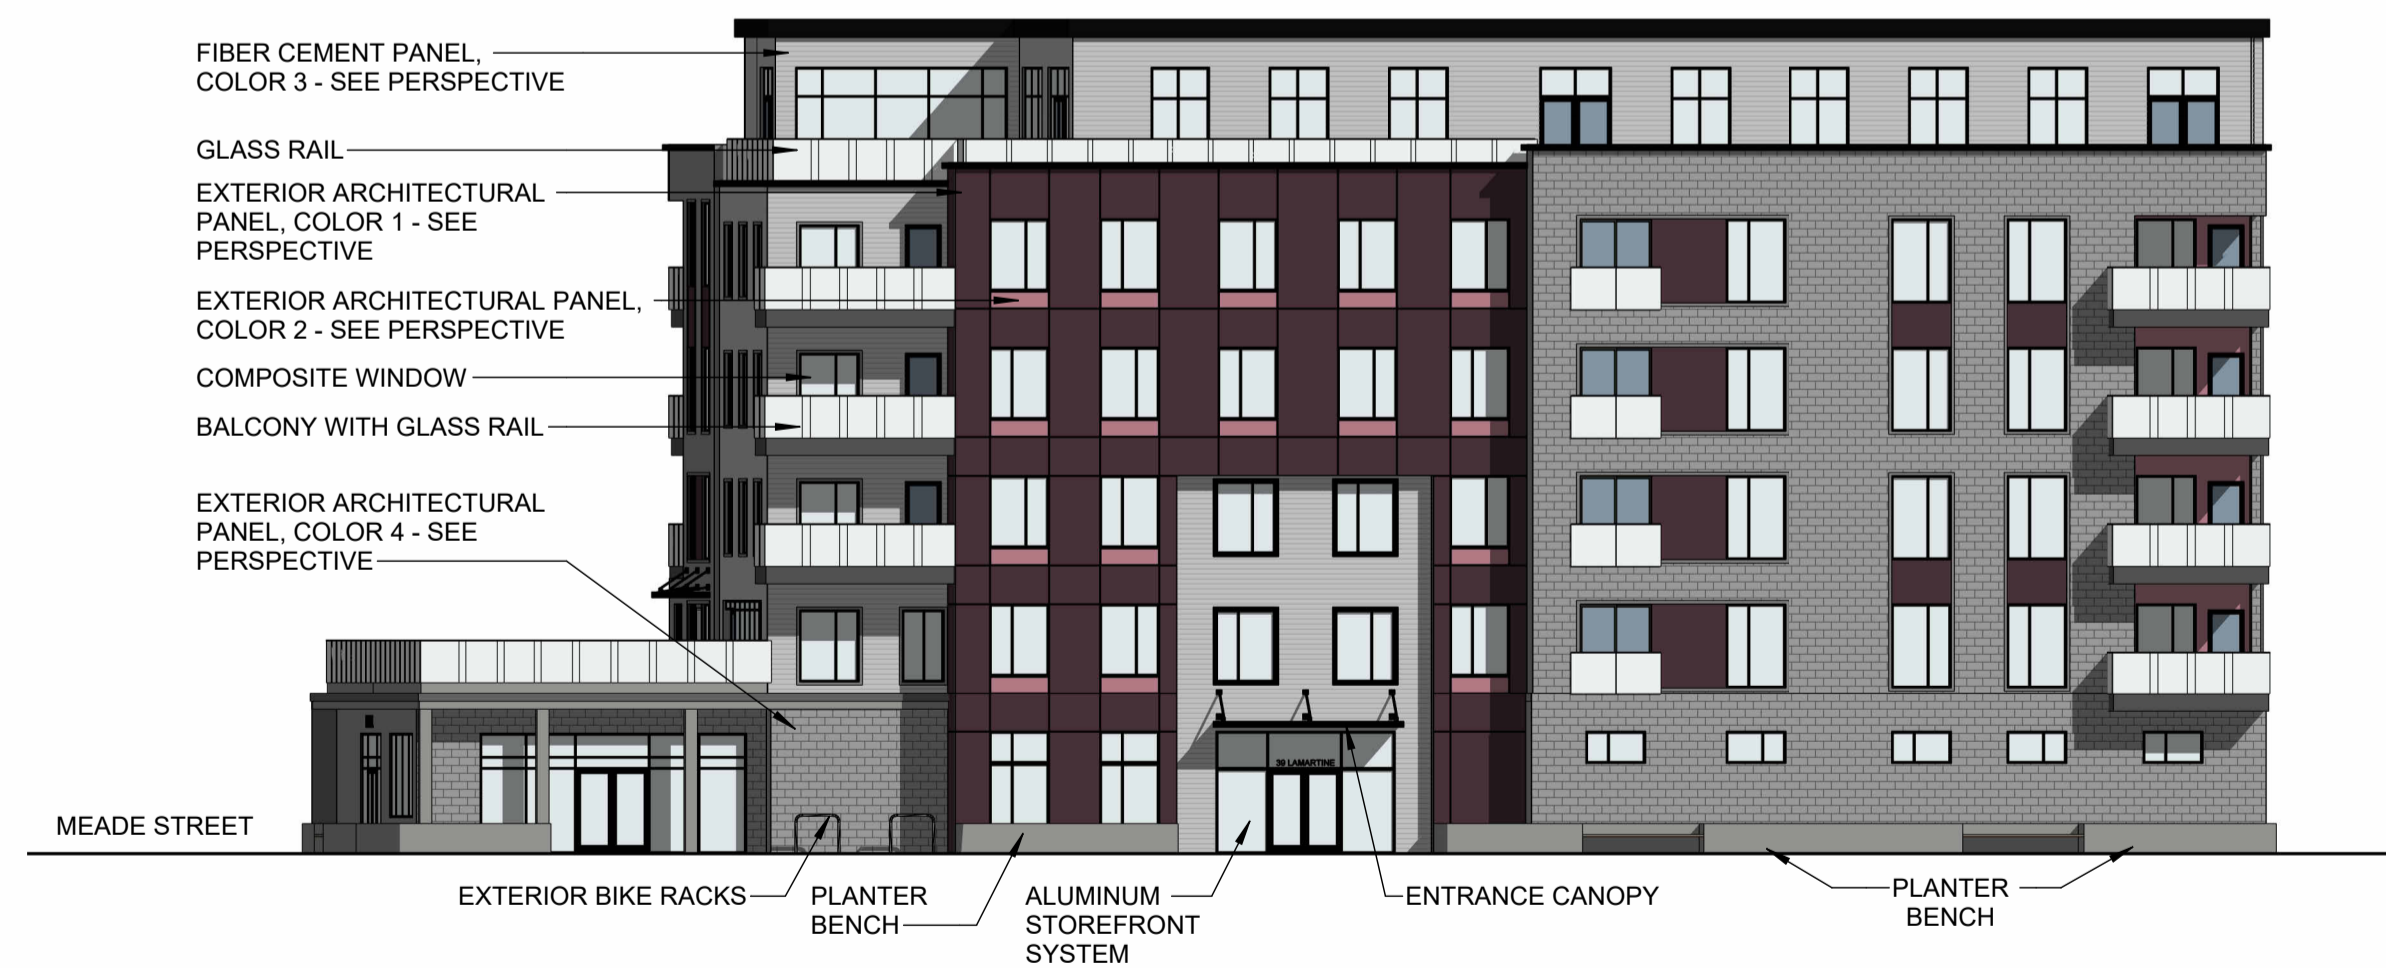 FIBER CEMENT PANEL,
COLOR 3 - SEE PERSPECTIVE
GLASS RAIL
EXTERIOR ARCHITECTURAL
PANEL, COLOR 1 - SEE
PERSPECTIVE
EXTERIOR ARCHITECTURAL PANEL,
COLOR 2 - SEE PERSPECTIVE
COMPOSITE WINDOW
BALCONY WITH GLASS RAIL
EXTERIOR ARCHITECTURAL
PANEL, COLOR 4 - SEE
PERSPECTIVE
39 LAMARTINE
MEADE STREET
EXTERIOR BIKE RACKS
PLANTER
BENCH
ALUMINUM
STOREFRONT
SYSTEM
ENTRANCE CANOPY
PLANTER
BENCH